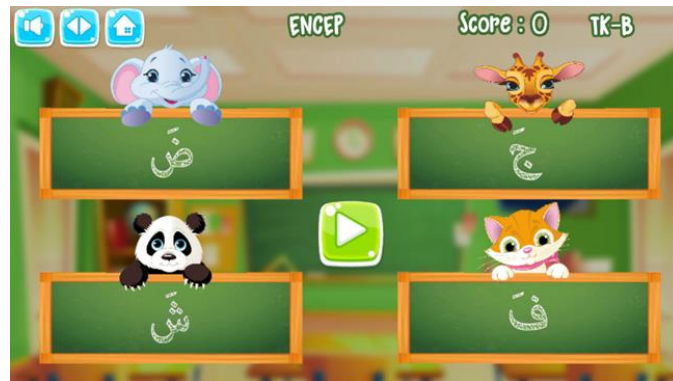 ENCEP Score : 0 TK-B
ضَ جَ
شَ فَ